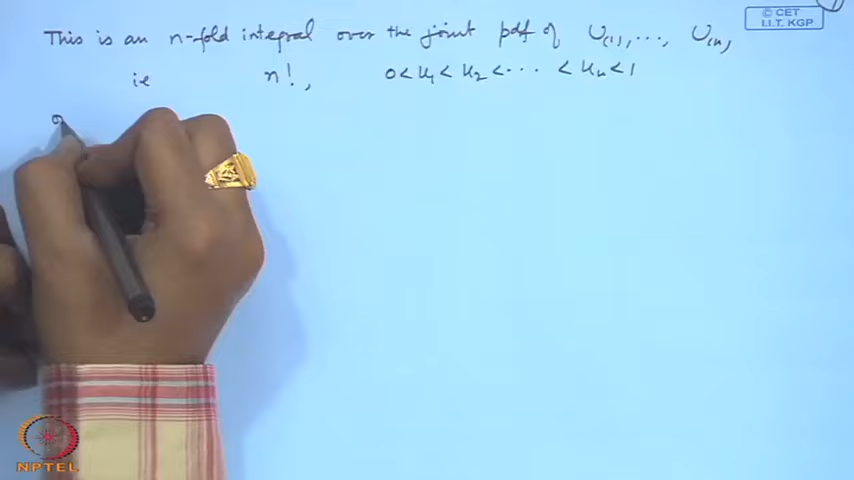 This is an n-fold integral over the joint pdf of U(1), ..., U(n),
ie n!, 0 < u1 < u2 < ... < un < 1
© CET
I.I.T. KGP
NPTEL